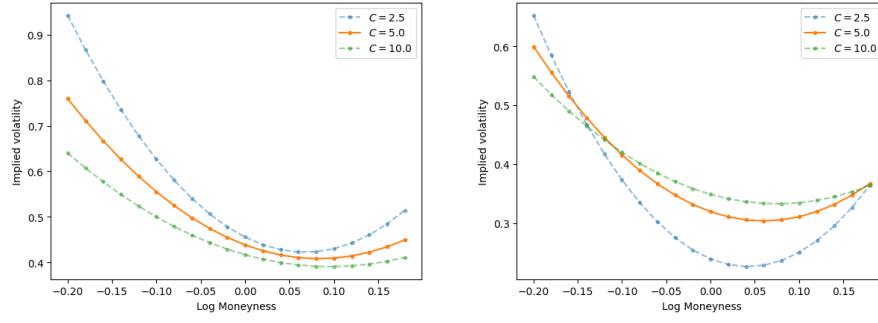 0.9
0.8
0.7
0.6
0.5
0.4
Implied volatility
−0.20 −0.15 −0.10 −0.05 0.00 0.05 0.10 0.15
Log Moneyness
C = 2.5
C = 5.0
C = 10.0
0.6
0.5
0.4
0.3
Implied volatility
−0.20 −0.15 −0.10 −0.05 0.00 0.05 0.10 0.15
Log Moneyness
C = 2.5
C = 5.0
C = 10.0